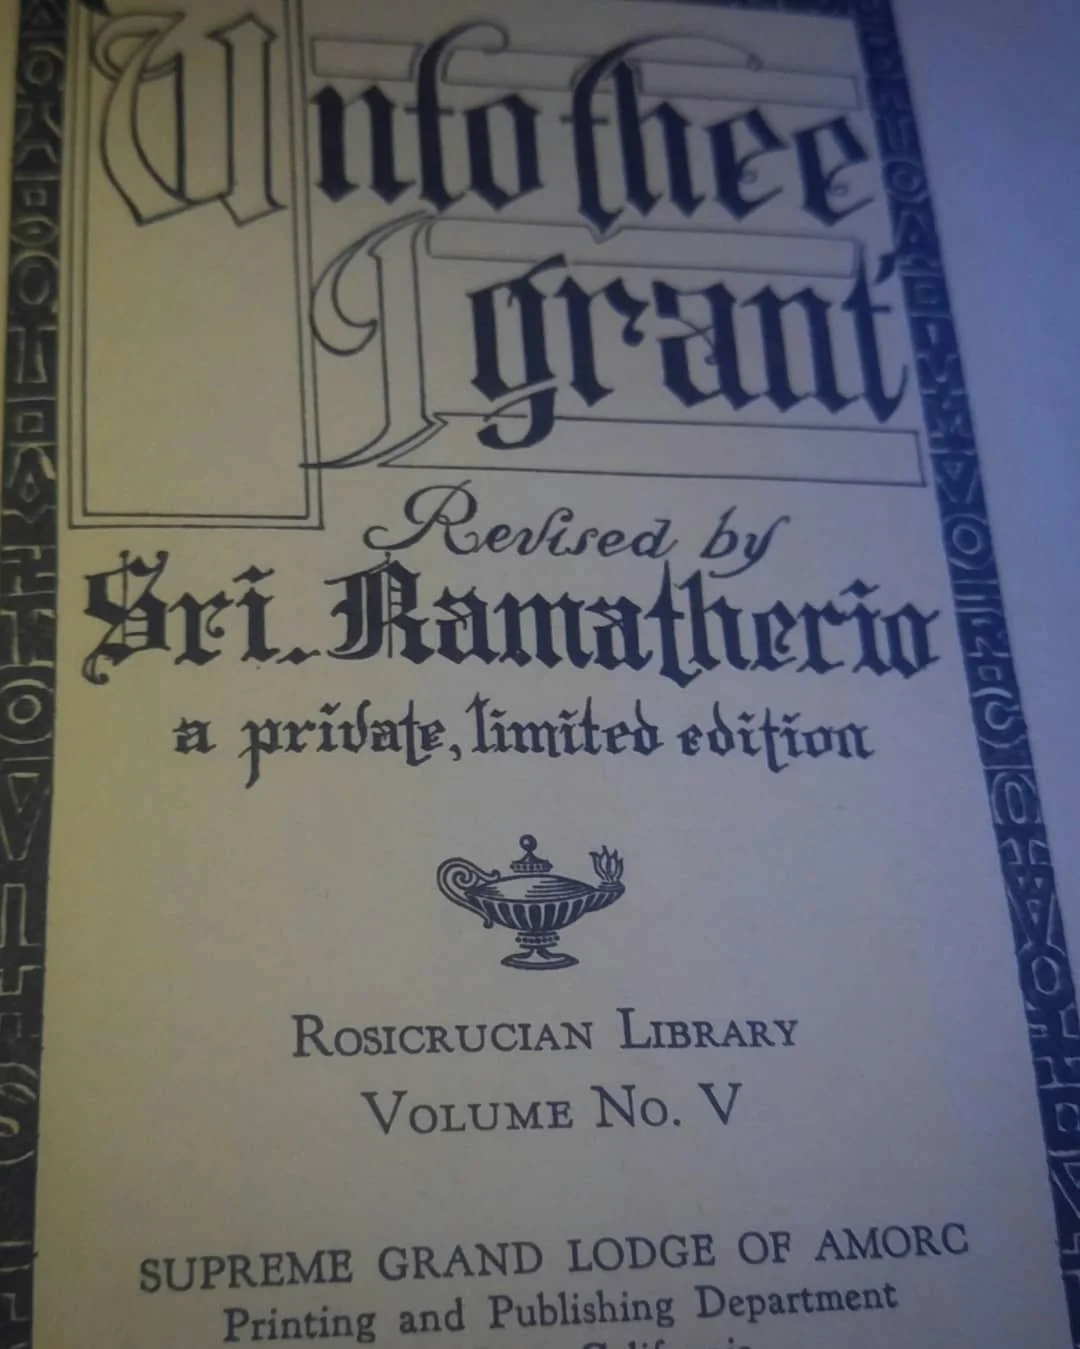 Unto thee
I grant
Revised by
Sri. Ramatherio
a private, limited edition
ROSICRUCIAN LIBRARY
VOLUME NO. V
SUPREME GRAND LODGE OF AMORC
Printing and Publishing Department
California